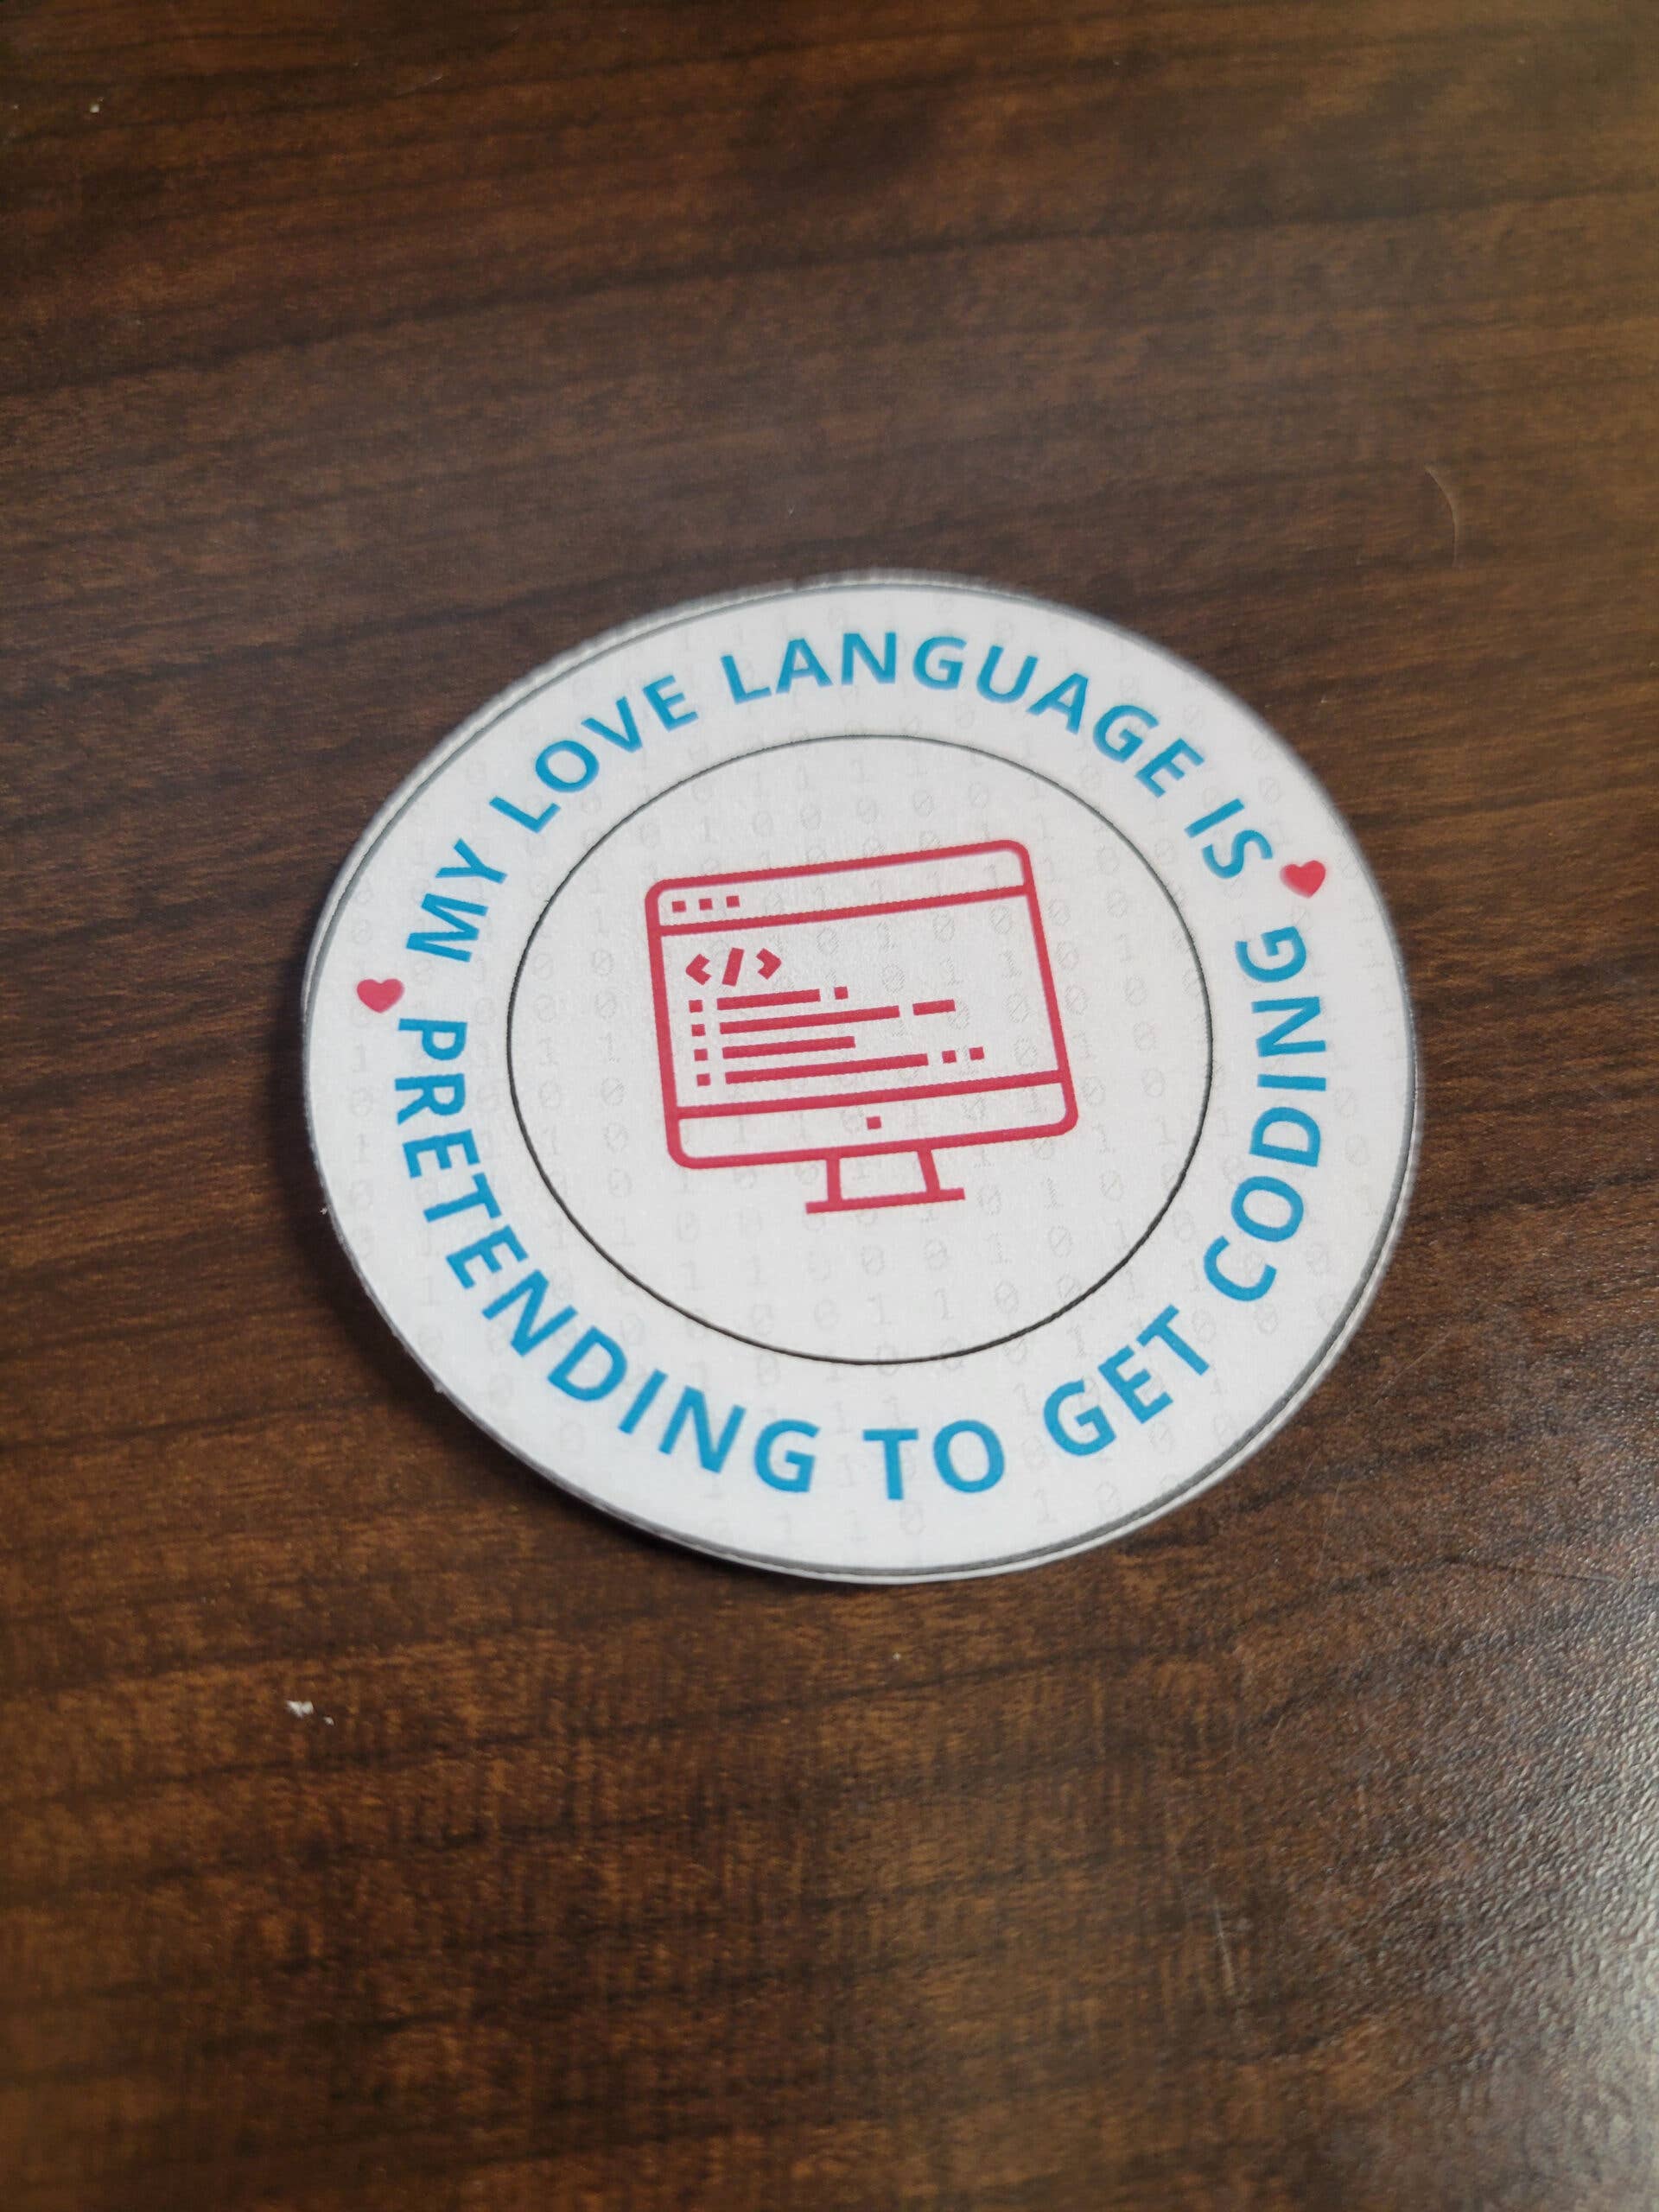 MY LOVE LANGUAGE IS
PRETENDING TO GET CODING
</>